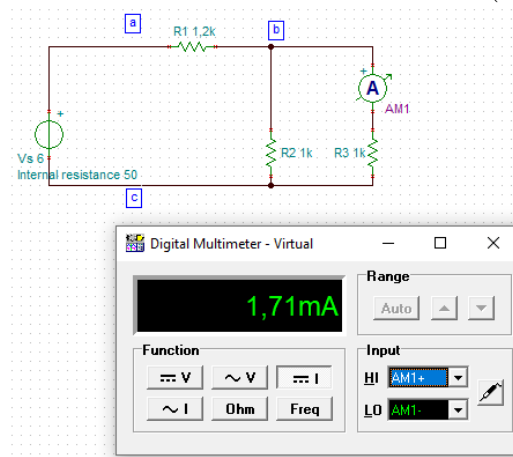 a
R1 1,2k
b
+
+
A
AM1
+
Vs 6
Internal resistance 50
R2 1k
R3 1k
c
Digital Multimeter - Virtual
Range
1,71mA
Auto
Function
Input
V
V
I
HI AM1+
I
Ohm
Freq
LO AM1-